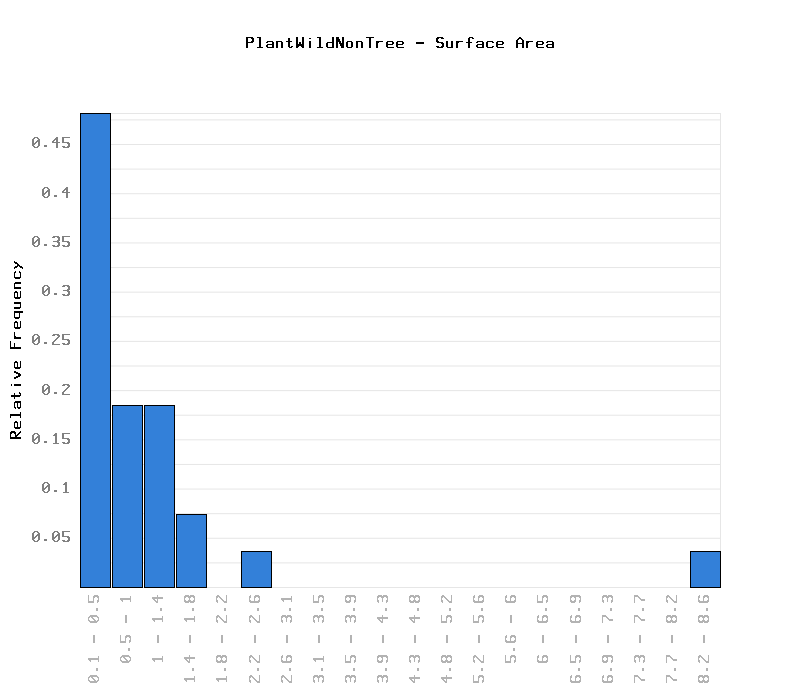 PlantWildNonTree - Surface Area
Relative Frequency
0.45
0.4
0.35
0.3
0.25
0.2
0.15
0.1
0.05
0.1 - 0.5
0.5 - 1
1 - 1.4
1.4 - 1.8
1.8 - 2.2
2.2 - 2.6
2.6 - 3.1
3.1 - 3.5
3.5 - 3.9
3.9 - 4.3
4.3 - 4.8
4.8 - 5.2
5.2 - 5.6
5.6 - 6
6 - 6.5
6.5 - 6.9
6.9 - 7.3
7.3 - 7.7
7.7 - 8.2
8.2 - 8.6